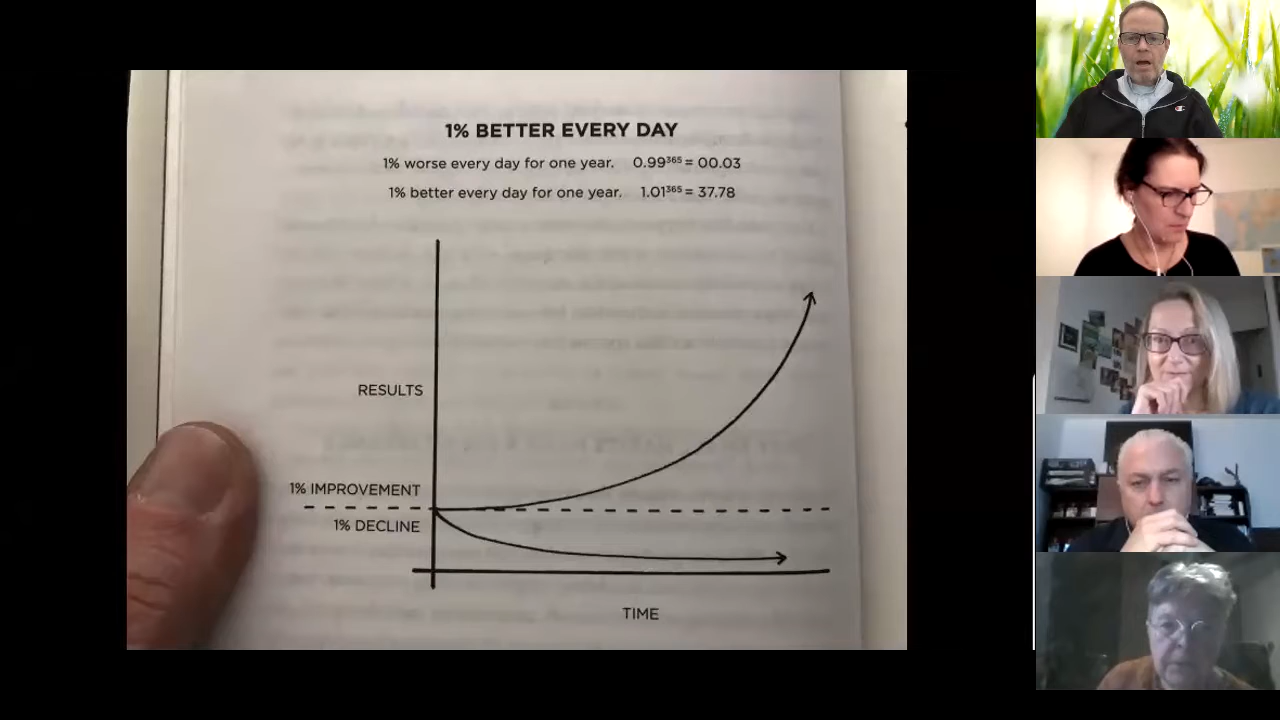 1% BETTER EVERY DAY
1% worse every day for one year. 0.99³⁶⁵ = 00.03
1% better every day for one year. 1.01³⁶⁵ = 37.78
RESULTS
1% IMPROVEMENT
1% DECLINE
TIME